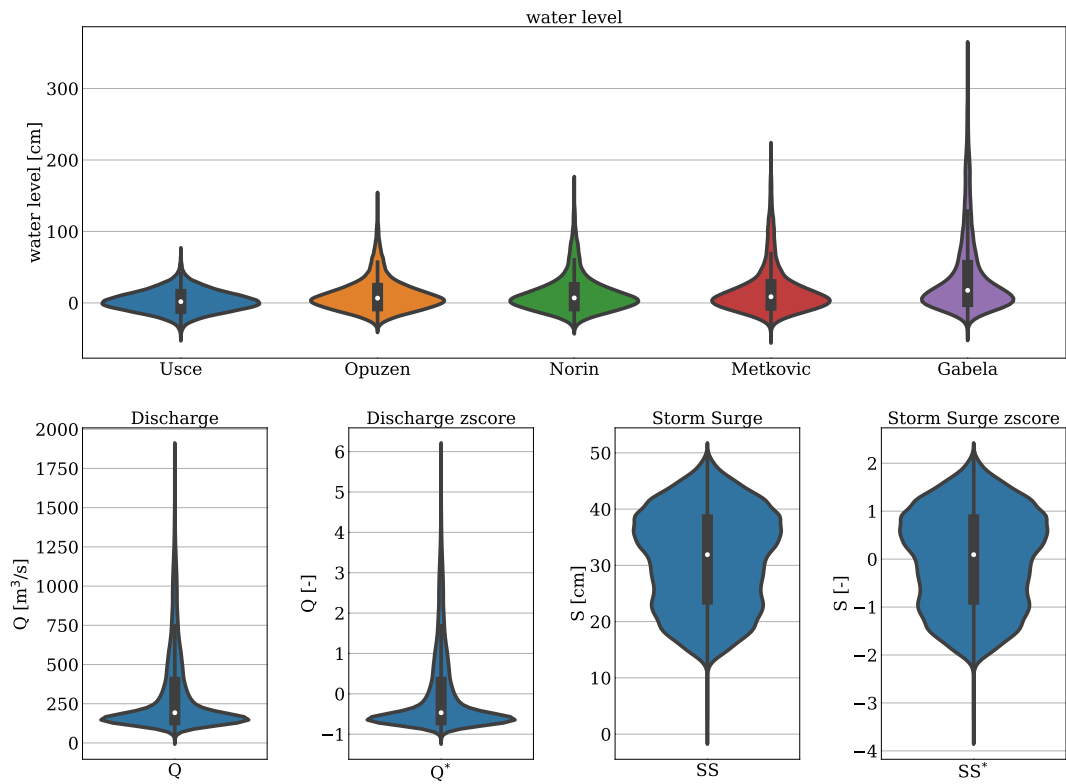 water level
water level [cm]
300
200
100
0
Usce Opuzen Norin Metkovic Gabela
Discharge
Q [m³/s]
2000
1750
1500
1250
1000
750
500
250
0
Q
Discharge zscore
Q [-]
6
5
4
3
2
1
0
−1
Q*
Storm Surge
S [cm]
50
40
30
20
10
0
SS
Storm Surge zscore
S [-]
2
1
0
−1
−2
−3
−4
SS*